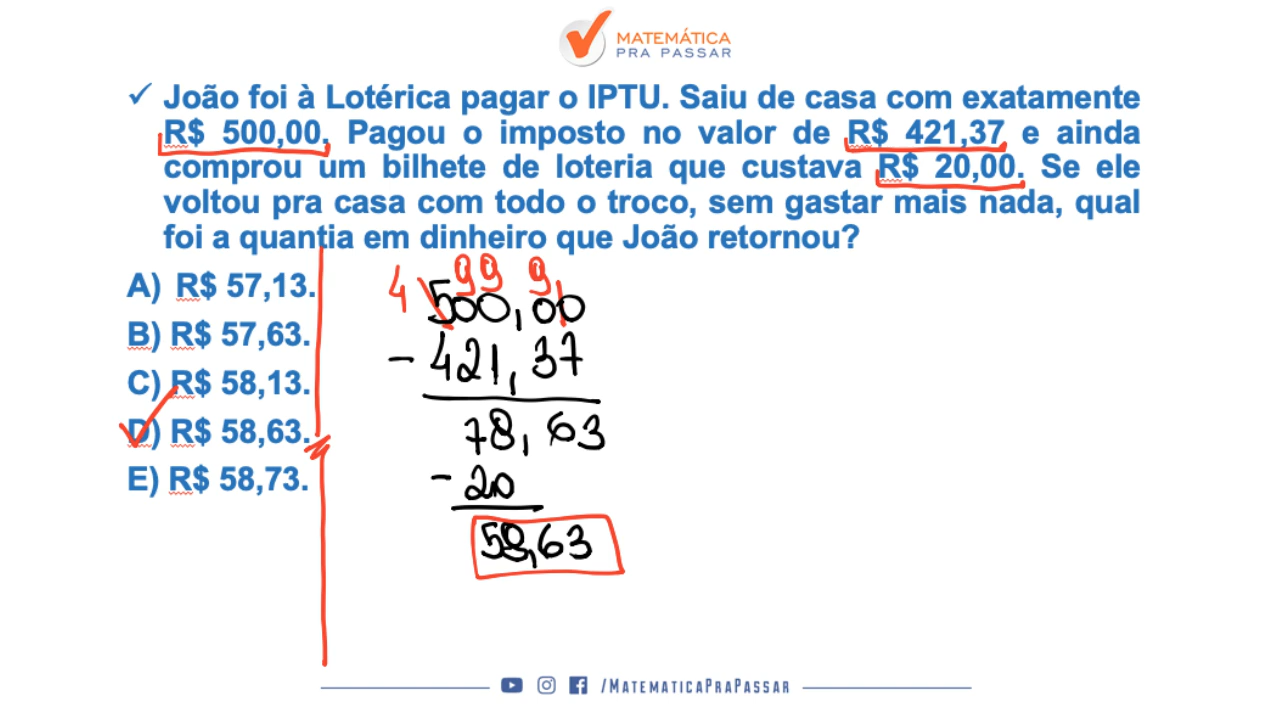 MATEMÁTICA
PRA PASSAR
✓ João foi à Lotérica pagar o IPTU. Saiu de casa com exatamente
R$ 500,00. Pagou o imposto no valor de R$ 421,37 e ainda
comprou um bilhete de loteria que custava R$ 20,00. Se ele
voltou pra casa com todo o troco, sem gastar mais nada, qual
foi a quantia em dinheiro que João retornou?
A) R$ 57,13.
B) R$ 57,63.
C) R$ 58,13.
D) R$ 58,63.
E) R$ 58,73.
4 99 9 1
500,00
- 421,37
78,63
- 20
58,63
/MATEMATICAPRAPASSAR